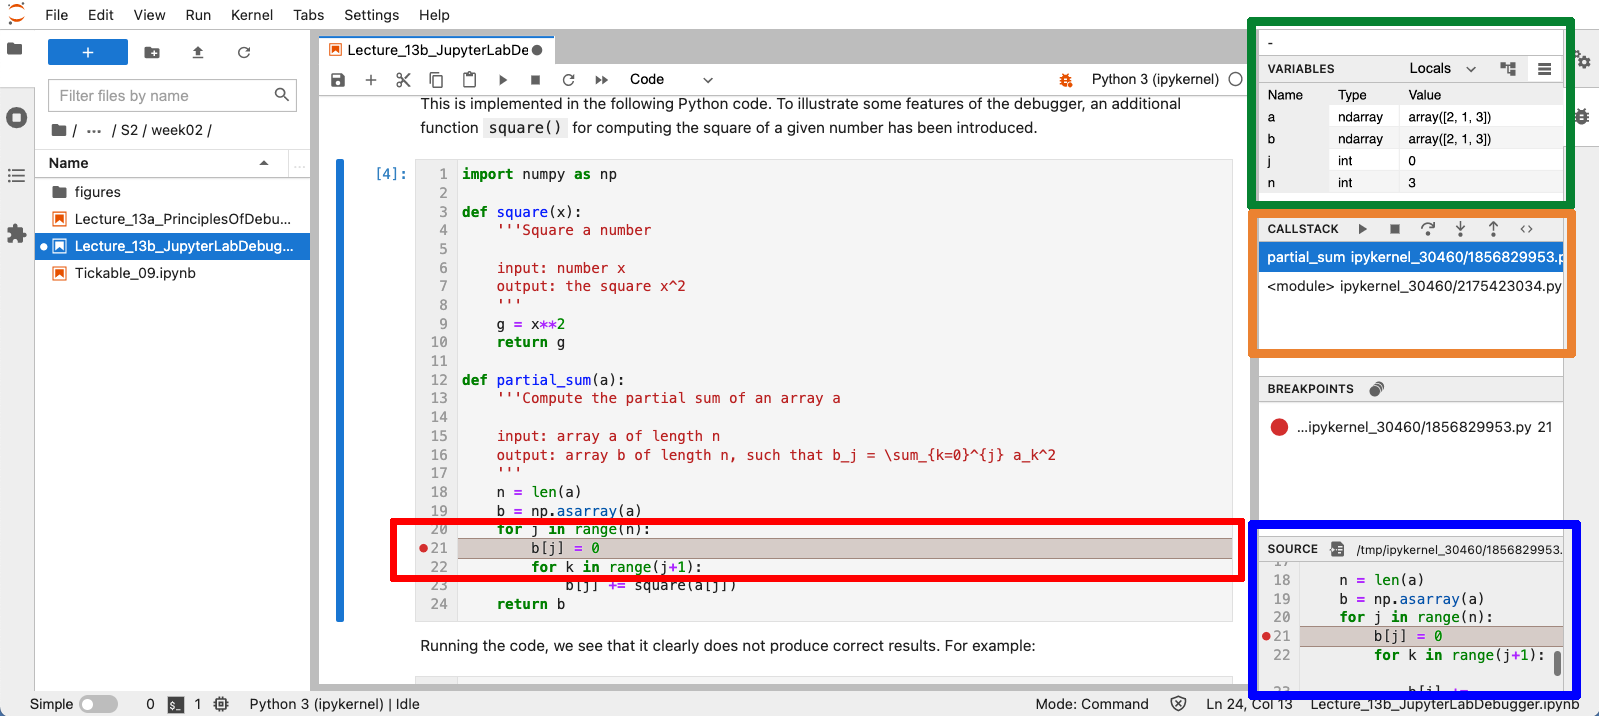 File Edit View Run Kernel Tabs Settings Help
Filter files by name
/ ... / S2 / week02 /
Name
figures
Lecture_13a_PrinciplesOfDebu...
Lecture_13b_JupyterLabDebug...
Tickable_09.ipynb
Lecture_13b_JupyterLabDe
Code
Python 3 (ipykernel)
This is implemented in the following Python code. To illustrate some features of the debugger, an additional
function square() for computing the square of a given number has been introduced.
[4]:
1 import numpy as np
2
3 def square(x):
4 '''Square a number
5
6 input: number x
7 output: the square x^2
8 '''
9 g = x**2
10 return g
11
12 def partial_sum(a):
13 '''Compute the partial sum of an array a
14
15 input: array a of length n
16 output: array b of length n, such that b_j = \sum_{k=0}^{j} a_k^2
17 '''
18 n = len(a)
19 b = np.asarray(a)
20 for j in range(n):
21 b[j] = 0
22 for k in range(j+1):
23 b[j] += square(a[j])
24 return b
Running the code, we see that it clearly does not produce correct results. For example:
-
VARIABLES Locals
Name Type Value
a ndarray array([2, 1, 3])
b ndarray array([2, 1, 3])
j int 0
n int 3
CALLSTACK
partial_sum ipykernel_30460/1856829953.p
<module> ipykernel_30460/2175423034.py
BREAKPOINTS
...ipykernel_30460/1856829953.py 21
SOURCE /tmp/ipykernel_30460/1856829953.
17
18 n = len(a)
19 b = np.asarray(a)
20 for j in range(n):
21 b[j] = 0
22 for k in range(j+1):
23 b[j] +=
Simple 0 $_ 1 Python 3 (ipykernel) | Idle Mode: Command Ln 24, Col 13 Lecture_13b_JupyterLabDebugger.ipynb